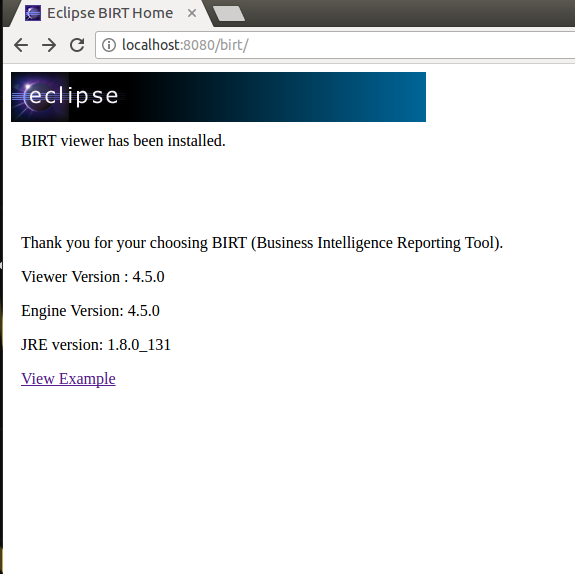 Eclipse BIRT Home
localhost:8080/birt/
eclipse
BIRT viewer has been installed.
Thank you for your choosing BIRT (Business Intelligence Reporting Tool).
Viewer Version : 4.5.0
Engine Version: 4.5.0
JRE version: 1.8.0_131
View Example